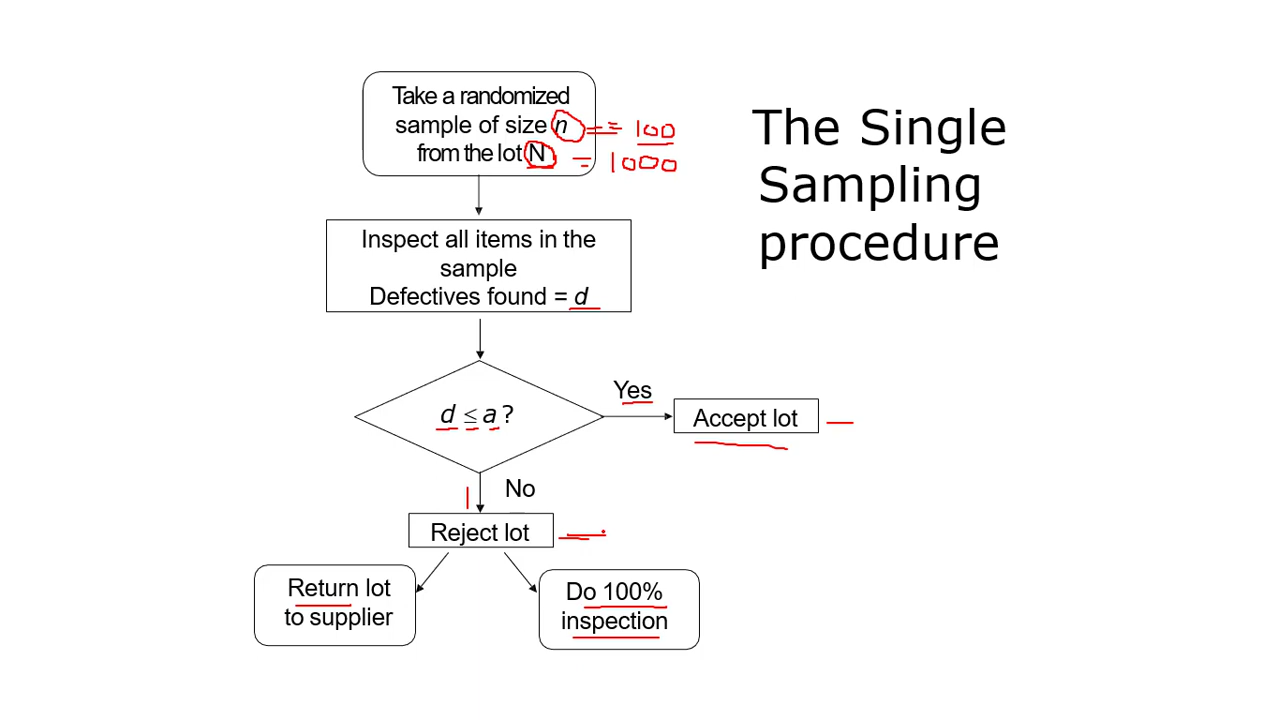 Take a randomized
sample of size n = 100
from the lot N = 1000
The Single
Sampling
procedure
Inspect all items in the
sample
Defectives found = d
d ≤ a?
Yes
Accept lot
No
Reject lot
Return lot
to supplier
Do 100%
inspection